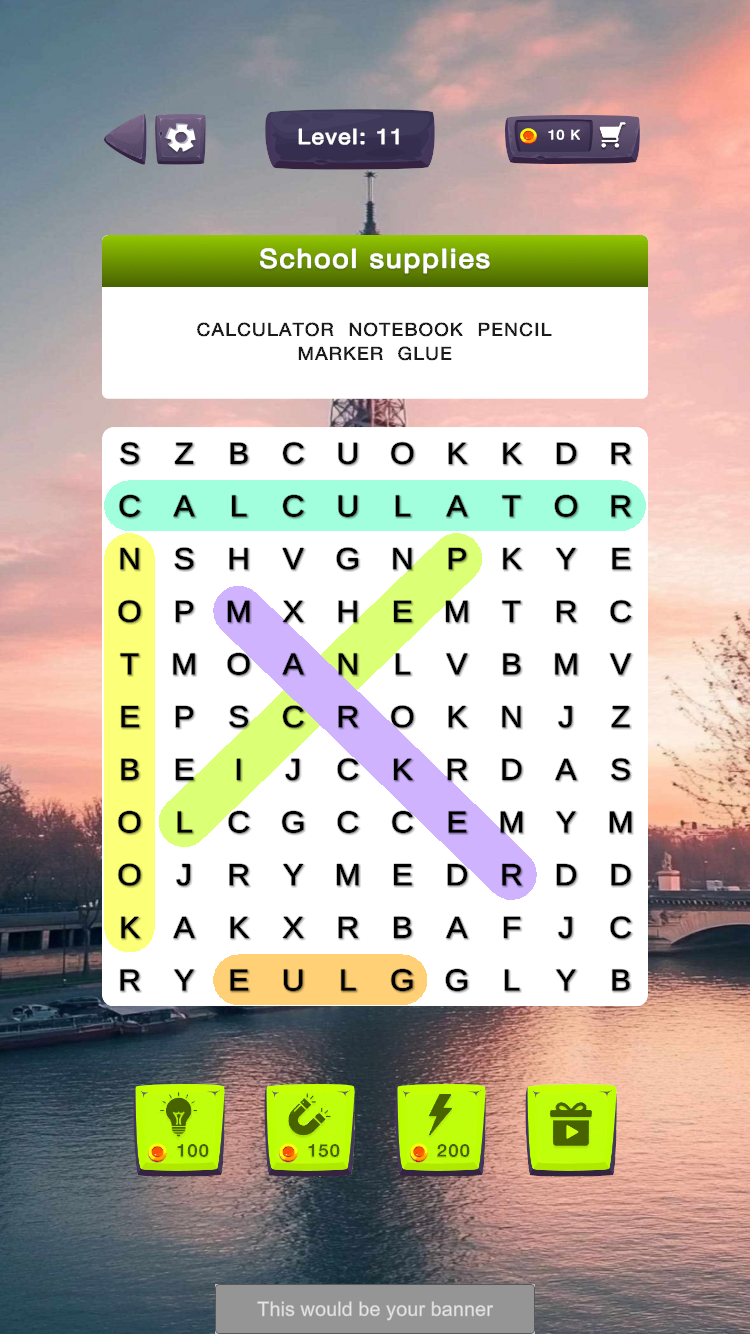 Level: 11
10 K
School supplies
CALCULATOR NOTEBOOK PENCIL
MARKER GLUE
S Z B C U O K K D R
C A L C U L A T O R
N S H V G N P K Y E
O P M X H E M T R C
T M O A N L V B M V
E P S C R O K N J Z
B E I J C K R D A S
O L C G C C E M Y M
O J R Y M E D R D D
K A K X R B A F J C
R Y E U L G G L Y B
100 150 200
This would be your banner